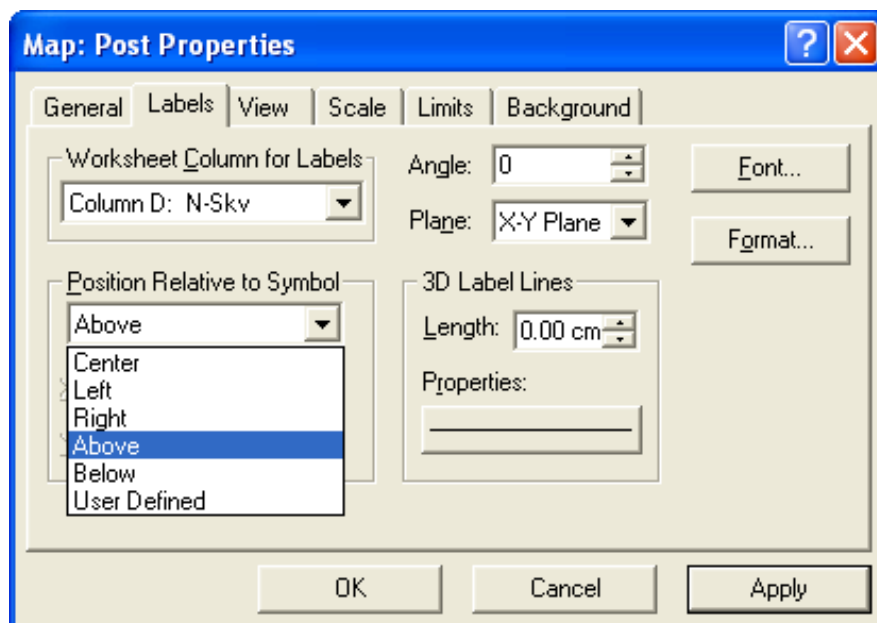 Map: Post Properties
General Labels View Scale Limits Background
Worksheet Column for Labels
Column D: N-Skv
Angle: 0
Plane: X-Y Plane
Font...
Format...
Position Relative to Symbol
Above
Center
Left
Right
Above
Below
User Defined
3D Label Lines
Length: 0.00 cm
Properties:
OK Cancel Apply